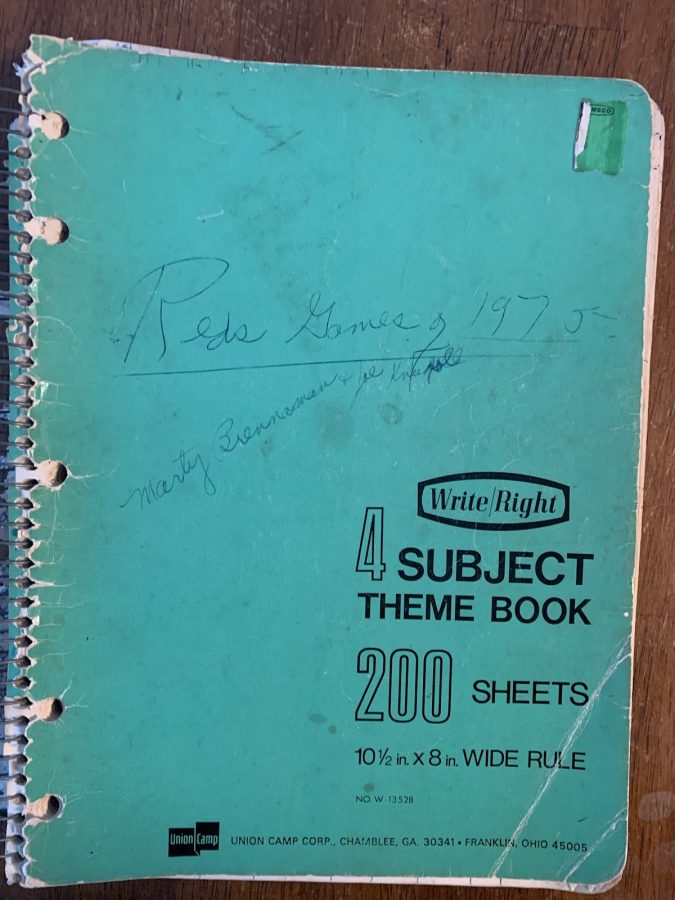 MECO
Reds Games of 1975
Marty Brennaman & Joe
Write/Right
4 SUBJECT
THEME BOOK
200 SHEETS
10½ in. x 8 in. WIDE RULE
NO. W-13528
Union Camp UNION CAMP CORP., CHAMBLEE, GA. 30341 • FRANKLIN, OHIO 45005